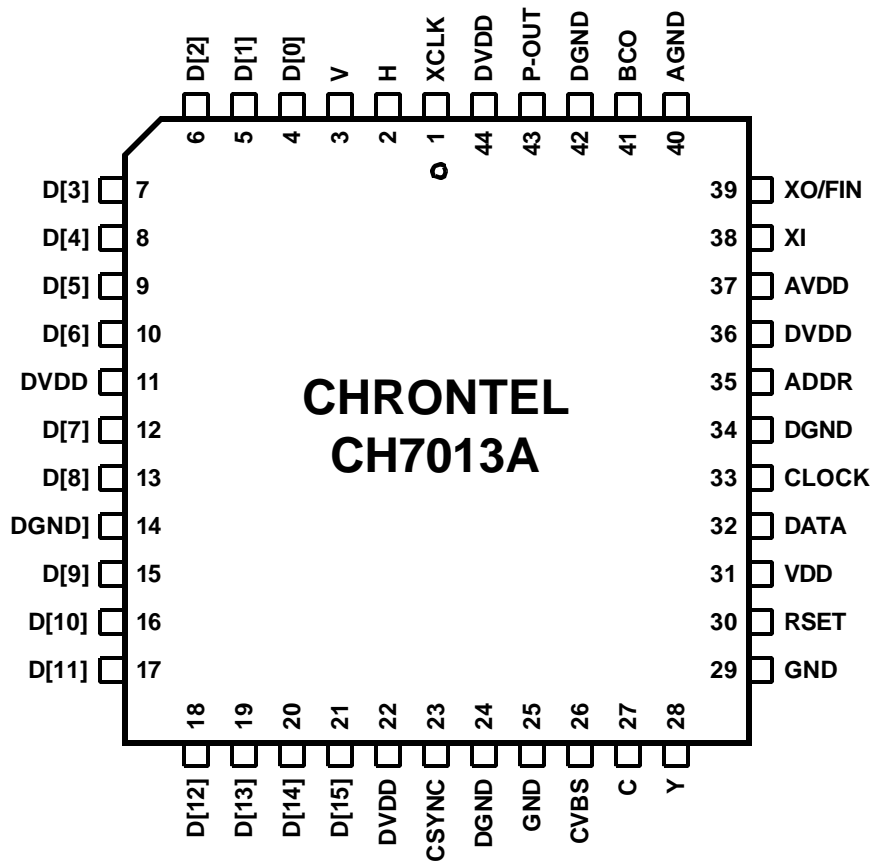 D[2] D[1] D[0] V H XCLK DVDD P-OUT DGND BCO AGND
6 5 4 3 2 1 44 43 42 41 40
D[3] 7 39 XO/FIN
D[4] 8 38 XI
D[5] 9 37 AVDD
D[6] 10 36 DVDD
DVDD 11 35 ADDR
CHRONTEL
D[7] 12 34 DGND
CH7013A
D[8] 13 33 CLOCK
DGND] 14 32 DATA
D[9] 15 31 VDD
D[10] 16 30 RSET
D[11] 17 29 GND
18 19 20 21 22 23 24 25 26 27 28
D[12] D[13] D[14] D[15] DVDD CSYNC DGND GND CVBS C Y